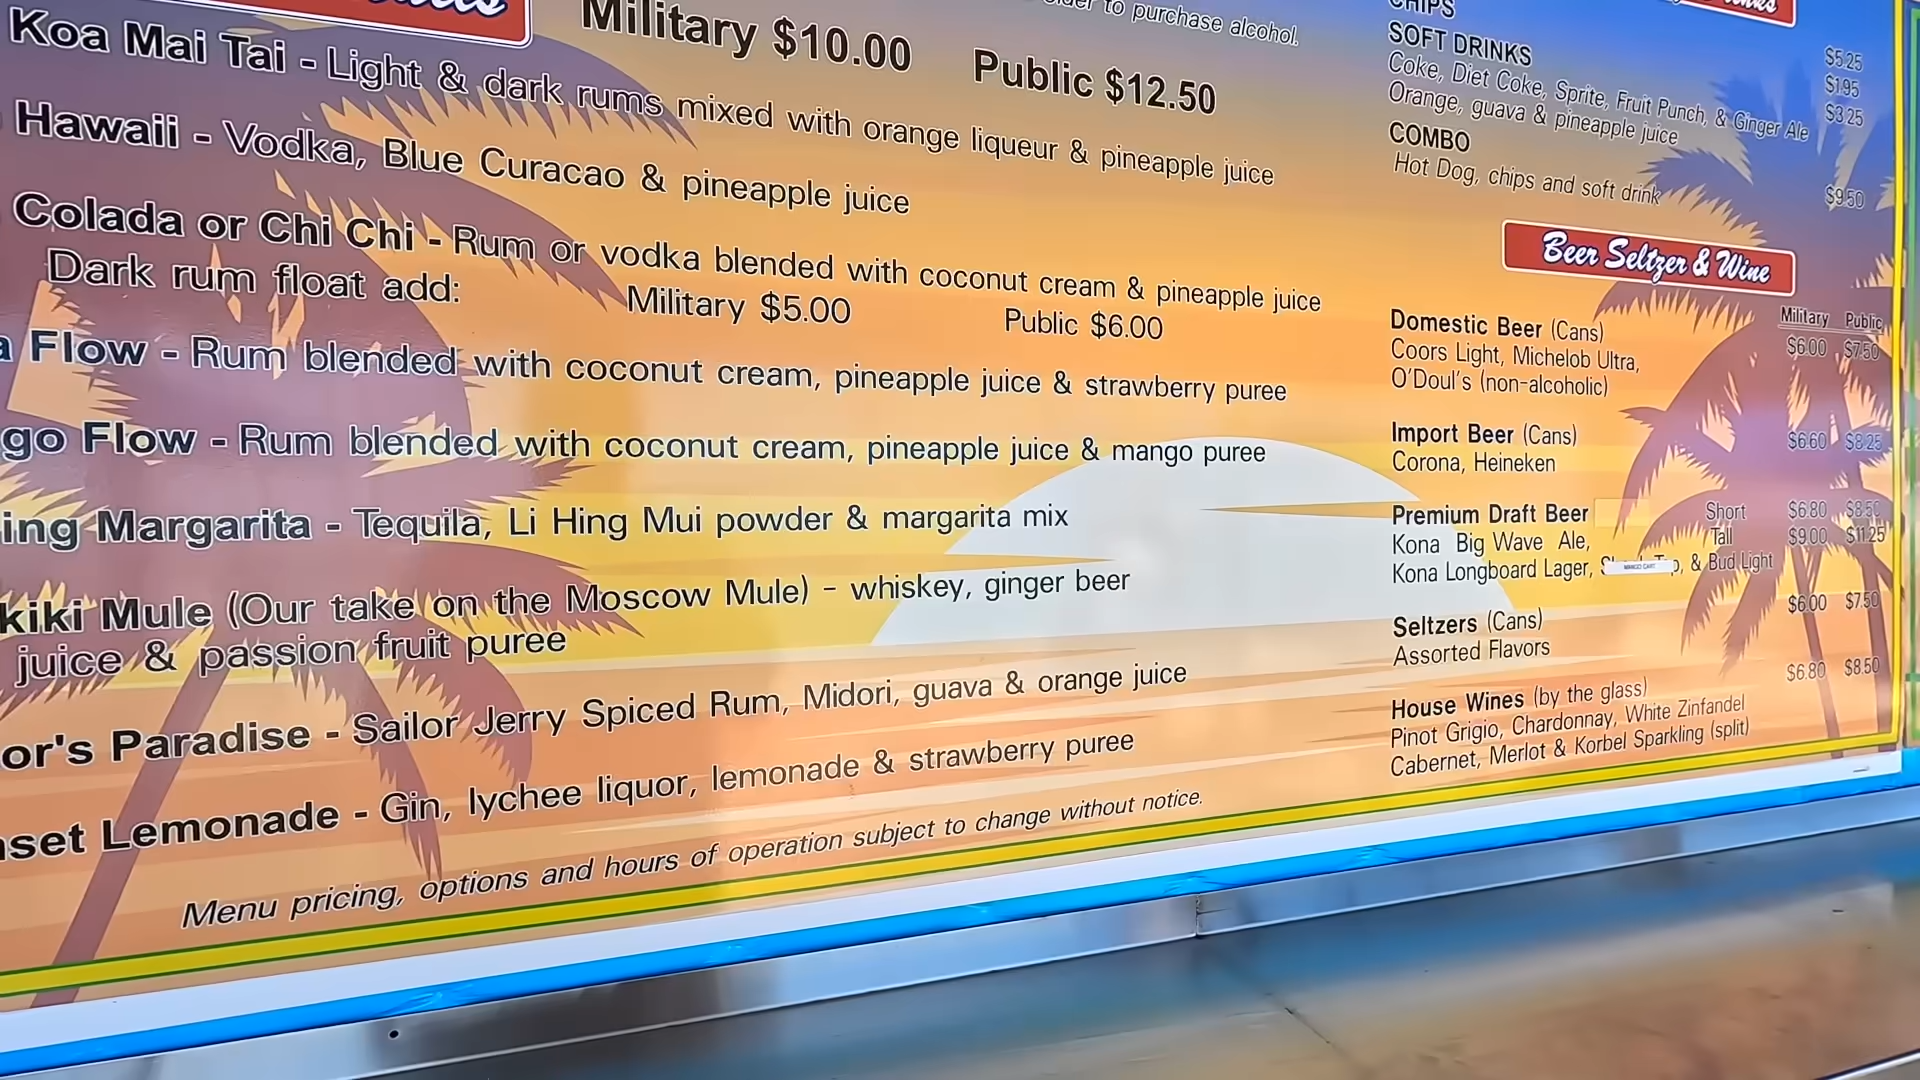 Military $10.00 Public $12.50
to purchase alcohol.
Koa Mai Tai - Light & dark rums mixed with orange liqueur & pineapple juice
Hawaii - Vodka, Blue Curacao & pineapple juice
Colada or Chi Chi - Rum or vodka blended with coconut cream & pineapple juice
Dark rum float add: Military $5.00 Public $6.00
a Flow - Rum blended with coconut cream, pineapple juice & strawberry puree
go Flow - Rum blended with coconut cream, pineapple juice & mango puree
ing Margarita - Tequila, Li Hing Mui powder & margarita mix
kiki Mule (Our take on the Moscow Mule) - whiskey, ginger beer
juice & passion fruit puree
or's Paradise - Sailor Jerry Spiced Rum, Midori, guava & orange juice
set Lemonade - Gin, lychee liquor, lemonade & strawberry puree
Menu pricing, options and hours of operation subject to change without notice.
$5.25
CHIPS $1.95
SOFT DRINKS $3.25
Coke, Diet Coke, Sprite, Fruit Punch, & Ginger Ale
Orange, guava & pineapple juice
COMBO $9.50
Hot Dog, chips and soft drink
Beer Seltzer & Wine
Military Public
Domestic Beer (Cans) $6.00 $7.50
Coors Light, Michelob Ultra,
O'Doul's (non-alcoholic)
Import Beer (Cans) $6.60 $8.25
Corona, Heineken
Premium Draft Beer Short $6.80 $8.50
Kona Big Wave Ale, Tall $9.00 $11.25
Kona Longboard Lager, MANGO CART & Bud Light
Seltzers (Cans) $6.00 $7.50
Assorted Flavors
House Wines (by the glass) $6.80 $8.50
Pinot Grigio, Chardonnay, White Zinfandel
Cabernet, Merlot & Korbel Sparkling (split)